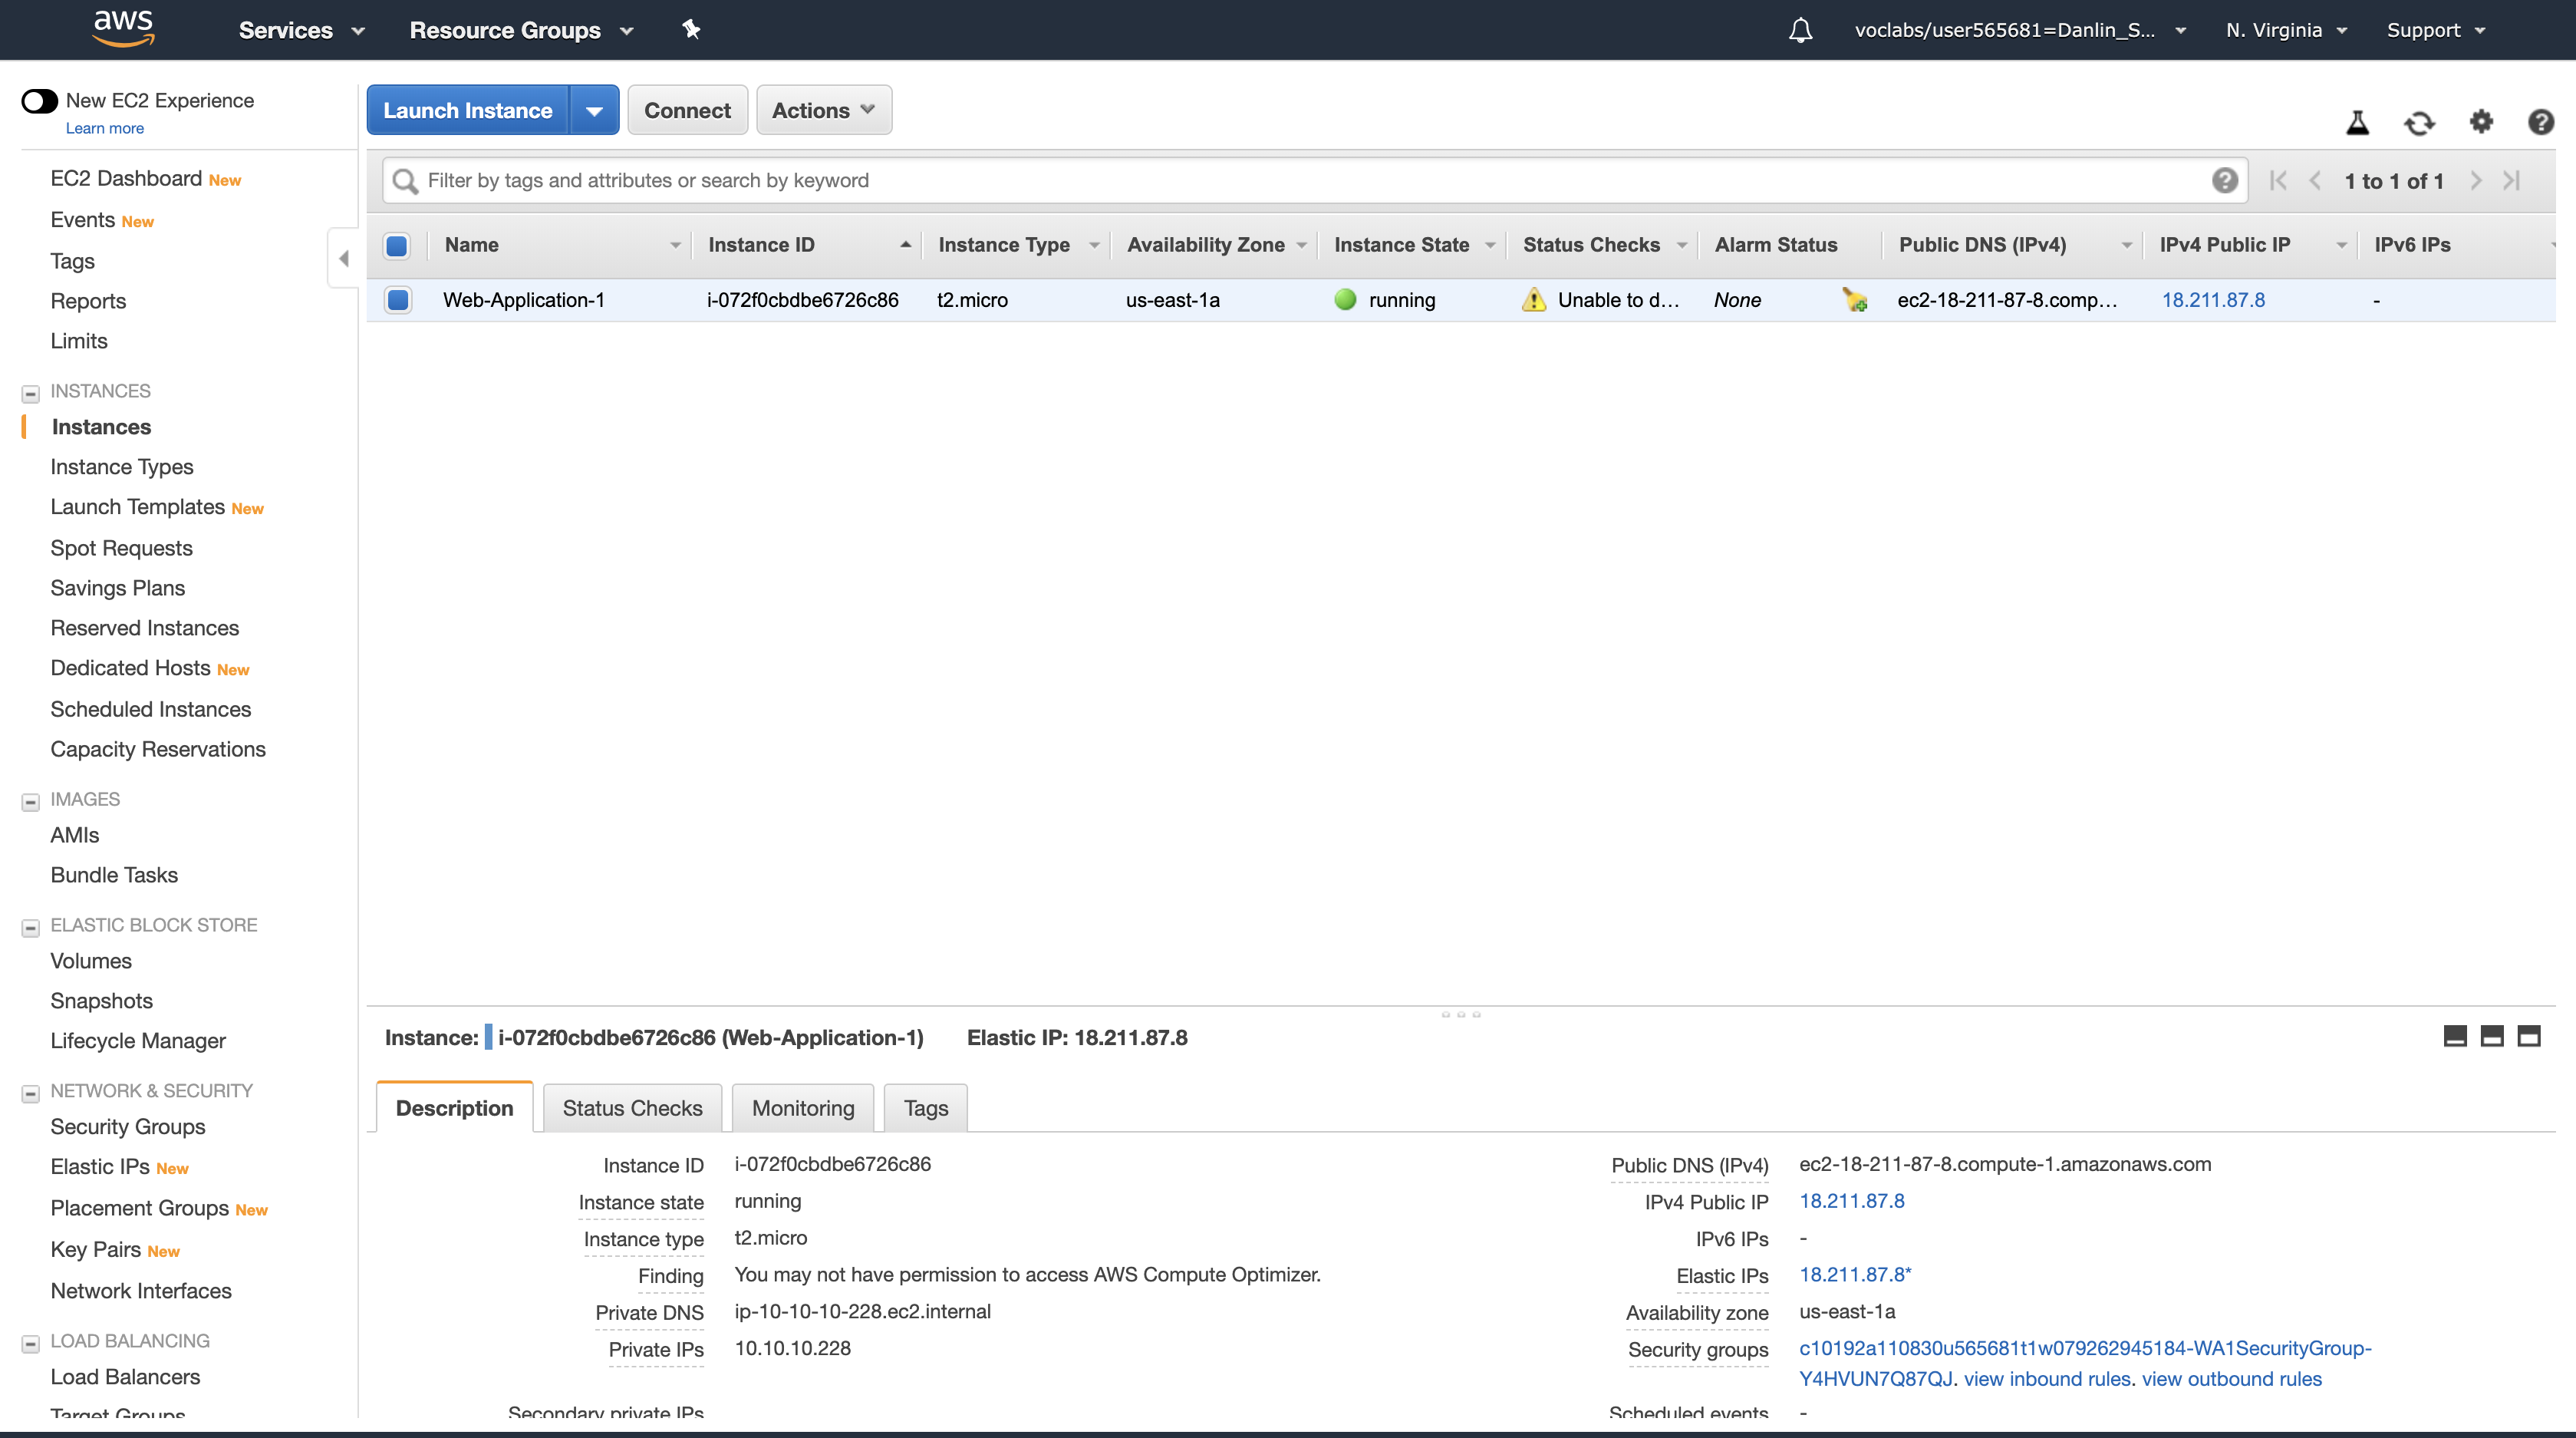 aws Services Resource Groups voclabs/user565681=Danlin_S... N. Virginia Support
New EC2 Experience
Learn more
EC2 Dashboard New
Events New
Tags
Reports
Limits
INSTANCES
Instances
Instance Types
Launch Templates New
Spot Requests
Savings Plans
Reserved Instances
Dedicated Hosts New
Scheduled Instances
Capacity Reservations
IMAGES
AMIs
Bundle Tasks
ELASTIC BLOCK STORE
Volumes
Snapshots
Lifecycle Manager
NETWORK & SECURITY
Security Groups
Elastic IPs New
Placement Groups New
Key Pairs New
Network Interfaces
LOAD BALANCING
Load Balancers
Target Groups
Launch Instance Connect Actions
Filter by tags and attributes or search by keyword 1 to 1 of 1
Name Instance ID Instance Type Availability Zone Instance State Status Checks Alarm Status Public DNS (IPv4) IPv4 Public IP IPv6 IPs
Web-Application-1 i-072f0cbdbe6726c86 t2.micro us-east-1a running Unable to d... None ec2-18-211-87-8.comp... 18.211.87.8 -
Instance: i-072f0cbdbe6726c86 (Web-Application-1) Elastic IP: 18.211.87.8
Description Status Checks Monitoring Tags
Instance ID i-072f0cbdbe6726c86
Instance state running
Instance type t2.micro
Finding You may not have permission to access AWS Compute Optimizer.
Private DNS ip-10-10-10-228.ec2.internal
Private IPs 10.10.10.228
Secondary private IPs
Public DNS (IPv4) ec2-18-211-87-8.compute-1.amazonaws.com
IPv4 Public IP 18.211.87.8
IPv6 IPs -
Elastic IPs 18.211.87.8*
Availability zone us-east-1a
Security groups c10192a110830u565681t1w079262945184-WA1SecurityGroup-
Y4HVUN7Q87QJ. view inbound rules. view outbound rules
Scheduled events -